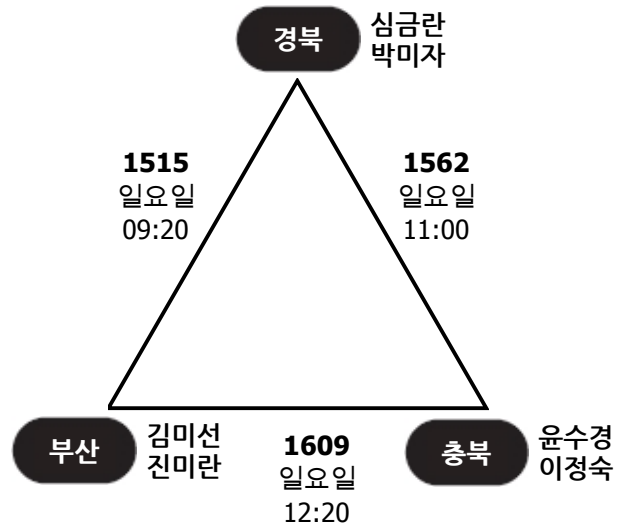 경북
심금란
박미자
1515
일요일
09:20
1562
일요일
11:00
부산
김미선
진미란
1609
일요일
12:20
충북
윤수경
이정숙